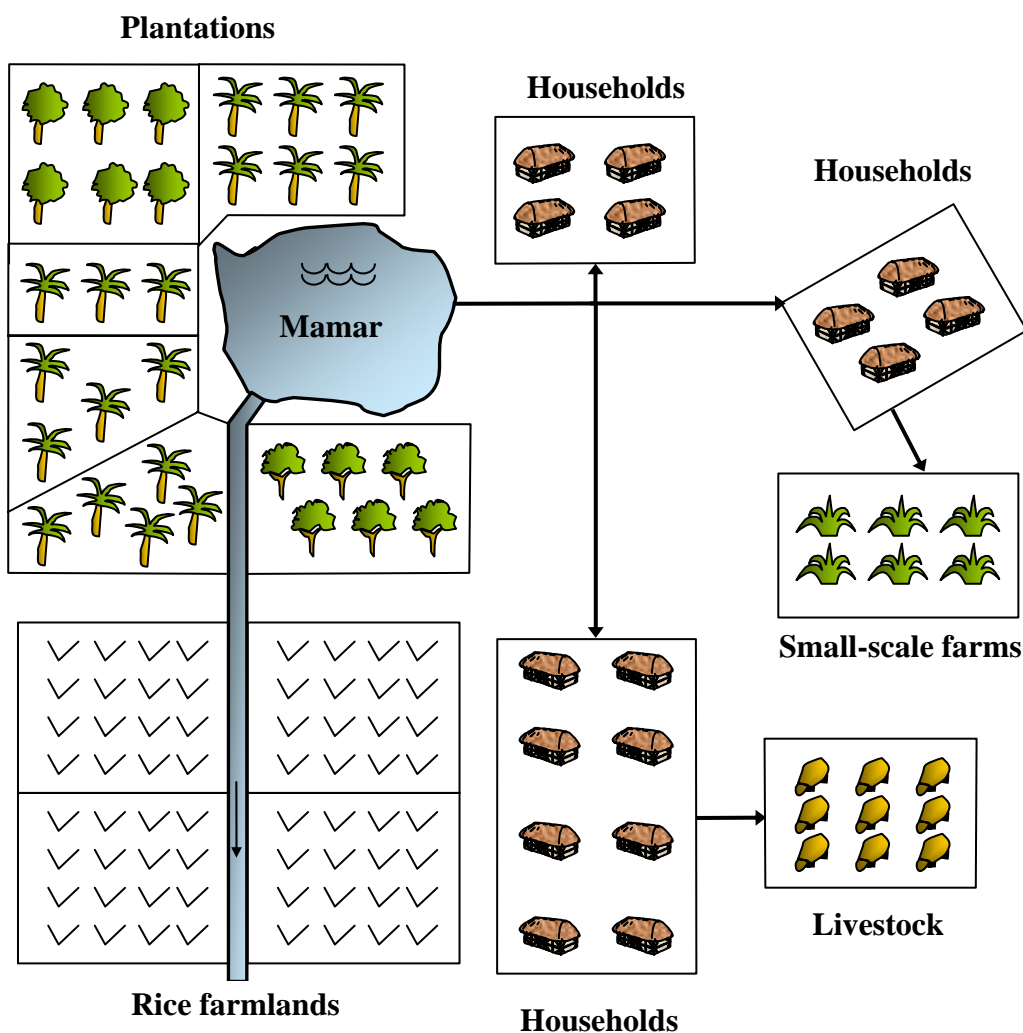 Plantations
Households
Households
Mamar
Small-scale farms
Livestock
Rice farmlands
Households